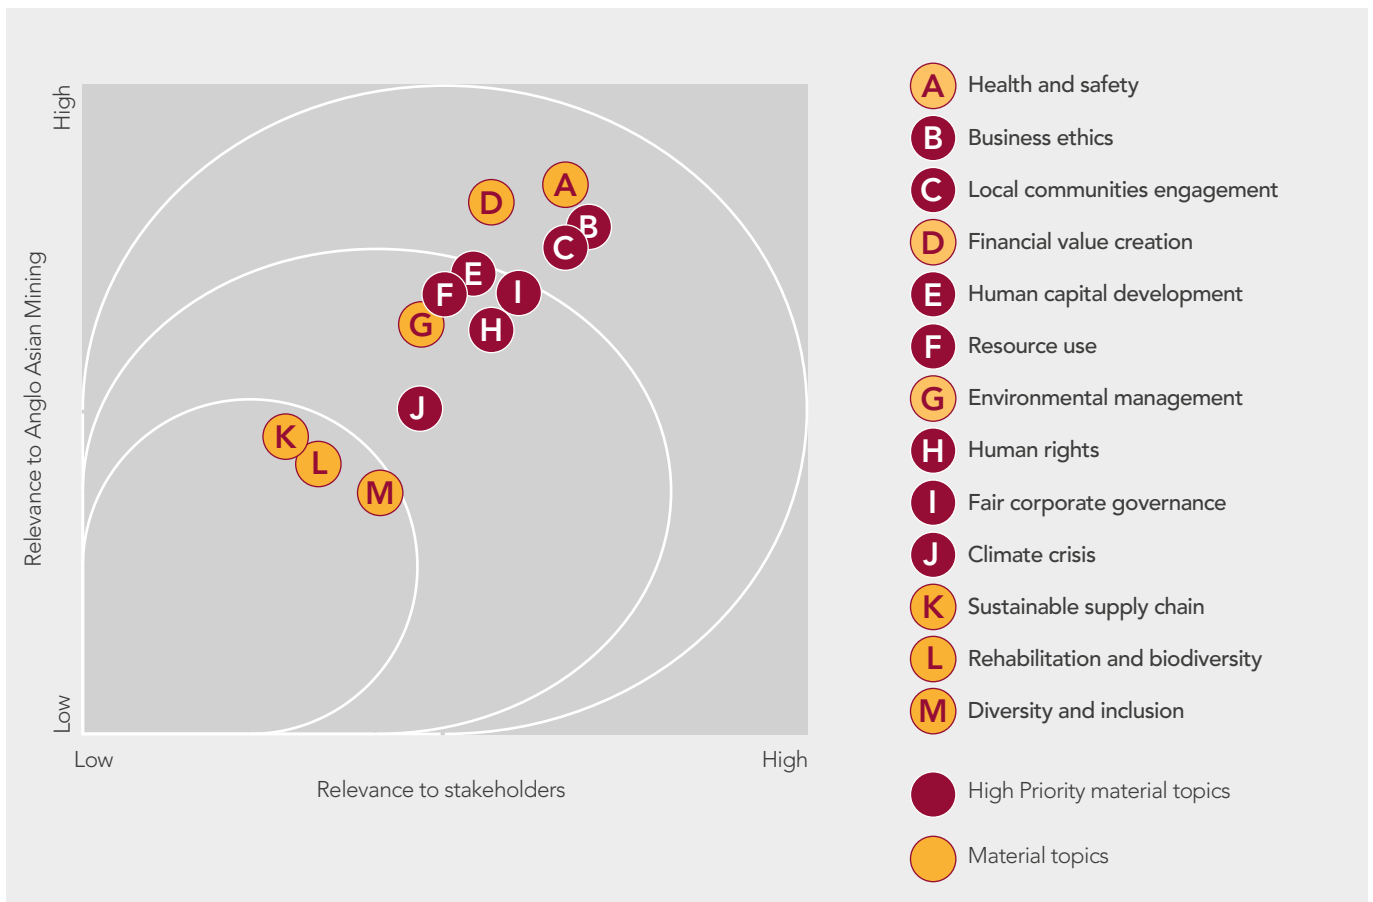 High
Relevance to Anglo Asian Mining
Low
Low
High
Relevance to stakeholders
A
D
B
C
E
I
F
G
H
J
K
L
M
A Health and safety
B Business ethics
C Local communities engagement
D Financial value creation
E Human capital development
F Resource use
G Environmental management
H Human rights
I Fair corporate governance
J Climate crisis
K Sustainable supply chain
L Rehabilitation and biodiversity
M Diversity and inclusion
High Priority material topics
Material topics